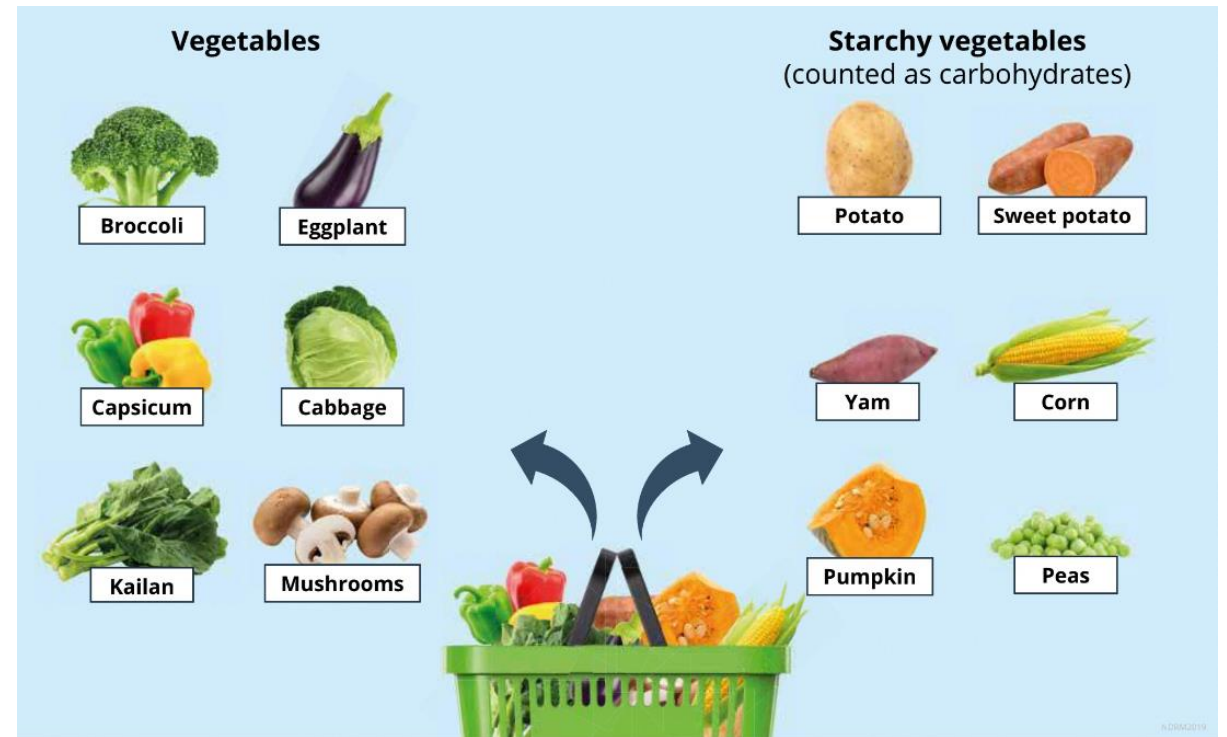 Vegetables
Starchy vegetables
(counted as carbohydrates)
Broccoli
Eggplant
Potato
Sweet potato
Capsicum
Cabbage
Yam
Corn
Kailan
Mushrooms
Pumpkin
Peas